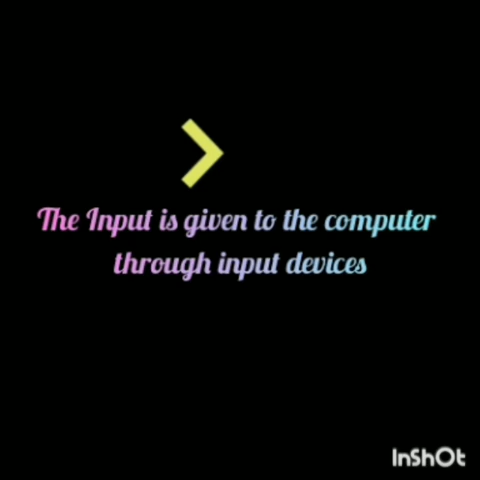 The Input is given to the computer
through input devices
InShOt